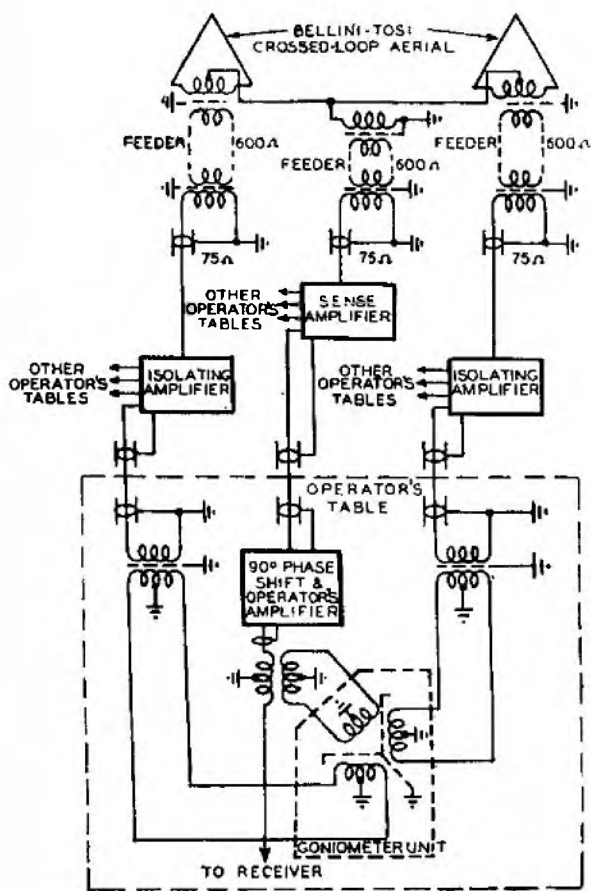 BELLINI-TOSI
CROSSED-LOOP AERIAL
FEEDER
600Ω
FEEDER
600Ω
FEEDER
600Ω
75Ω
75Ω
75Ω
OTHER
OPERATOR'S
TABLES
SENSE
AMPLIFIER
OTHER
OPERATOR'S
TABLES
ISOLATING
AMPLIFIER
OTHER
OPERATOR'S
TABLES
ISOLATING
AMPLIFIER
OPERATOR'S
TABLE
90° PHASE
SHIFT &
OPERATOR'S
AMPLIFIER
GONIOMETER UNIT
TO RECEIVER